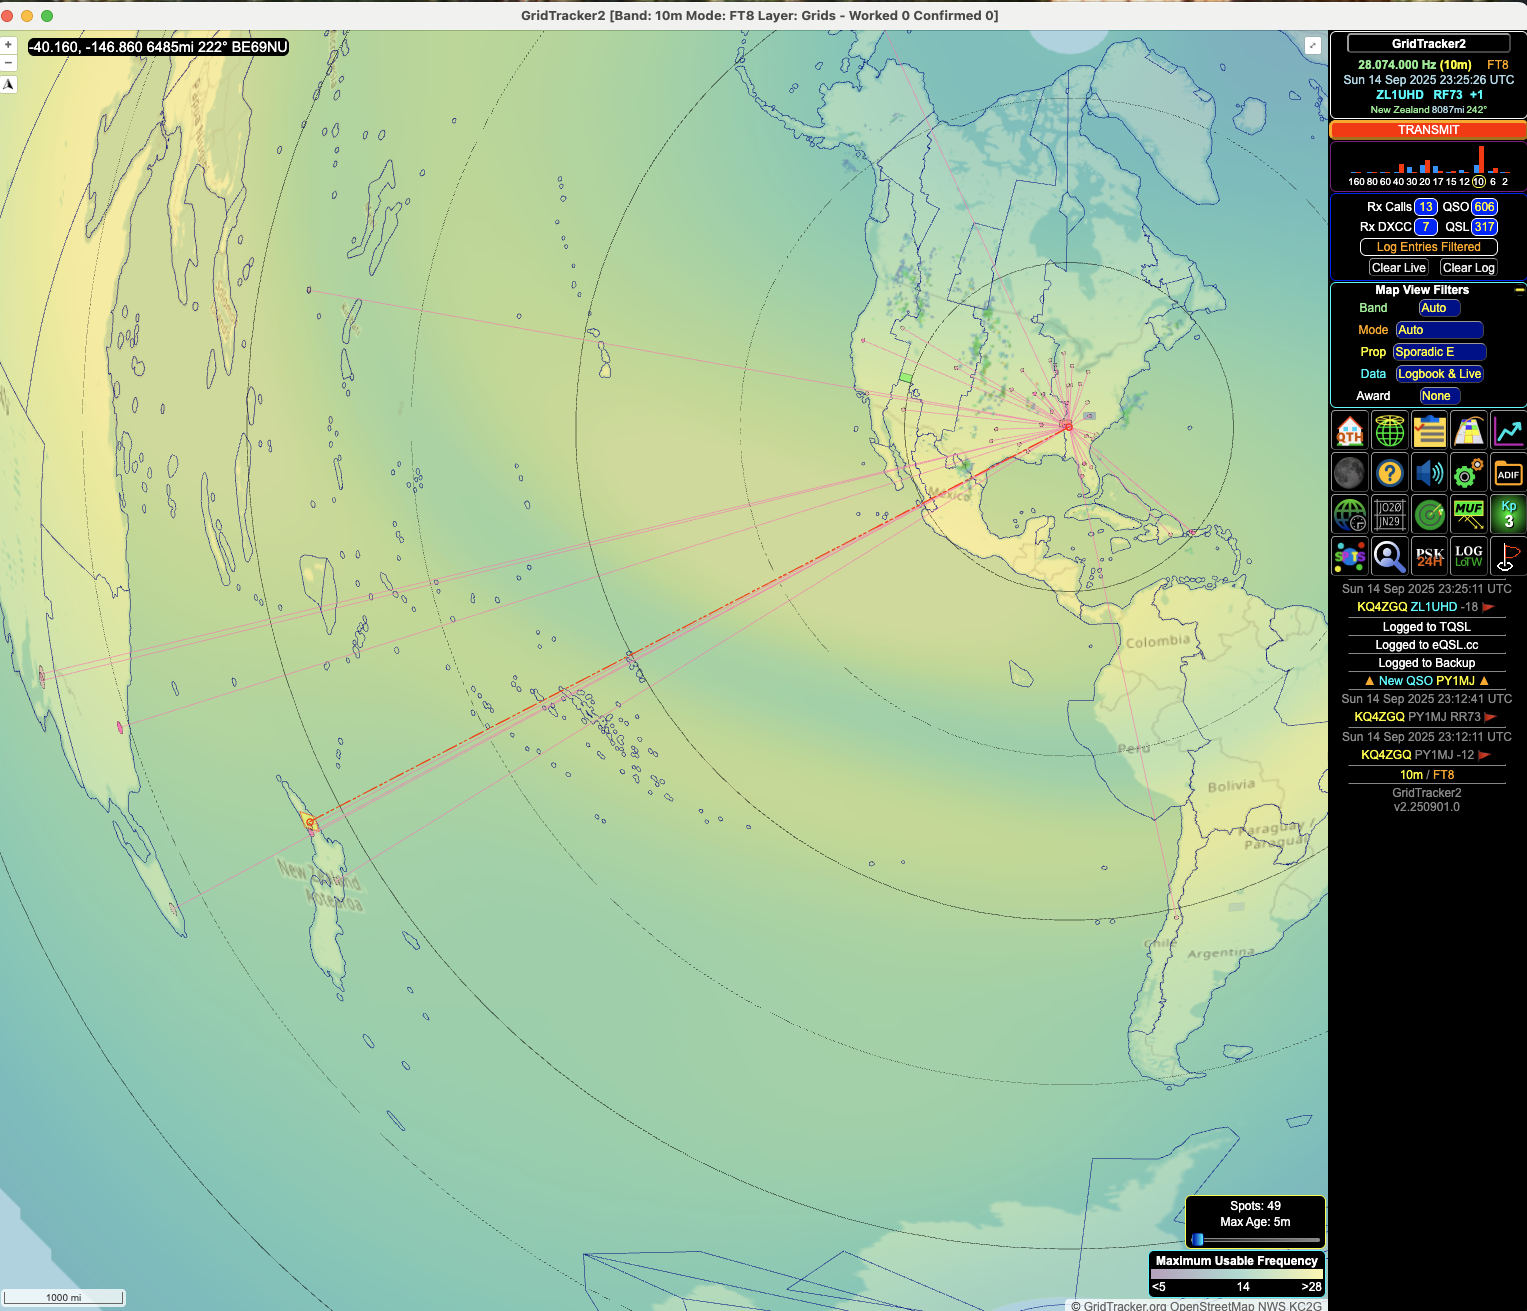 GridTracker2 [Band: 10m Mode: FT8 Layer: Grids - Worked 0 Confirmed 0]
+
−
-40.160, -146.860 6485mi 222° BE69NU
GridTracker2
28.074.000 Hz (10m) FT8
Sun 14 Sep 2025 23:25:26 UTC
ZL1UHD RF73 +1
New Zealand 8087mi 242°
TRANSMIT
160 80 60 40 30 20 17 15 12 10 6 2
Rx Calls 13 QSO 606
Rx DXCC 7 QSL 317
Log Entries Filtered
Clear Live Clear Log
Map View Filters
Band Auto
Mode Auto
Prop Sporadic E
Data Logbook & Live
Award None
QTH
?
ADIF
JO20
JN29
MUF
Kp
3
SPOTS
PSK
24H
LOG
LoTW
Sun 14 Sep 2025 23:25:11 UTC
KQ4ZGQ ZL1UHD -18
Logged to TQSL
Logged to eQSL.cc
Logged to Backup
New QSO PY1MJ
Sun 14 Sep 2025 23:12:41 UTC
KQ4ZGQ PY1MJ RR73
Sun 14 Sep 2025 23:12:11 UTC
KQ4ZGQ PY1MJ -12
10m / FT8
GridTracker2
v2.250901.0
México
Colombia
Perú
Bolivia
Paraguay /
Paraguái
Chile
Argentina
New Zealand
Aotearoa
Spots: 49
Max Age: 5m
Maximum Usable Frequency
<5 14 >28
1000 mi
© GridTracker.org OpenStreetMap NWS KC2G